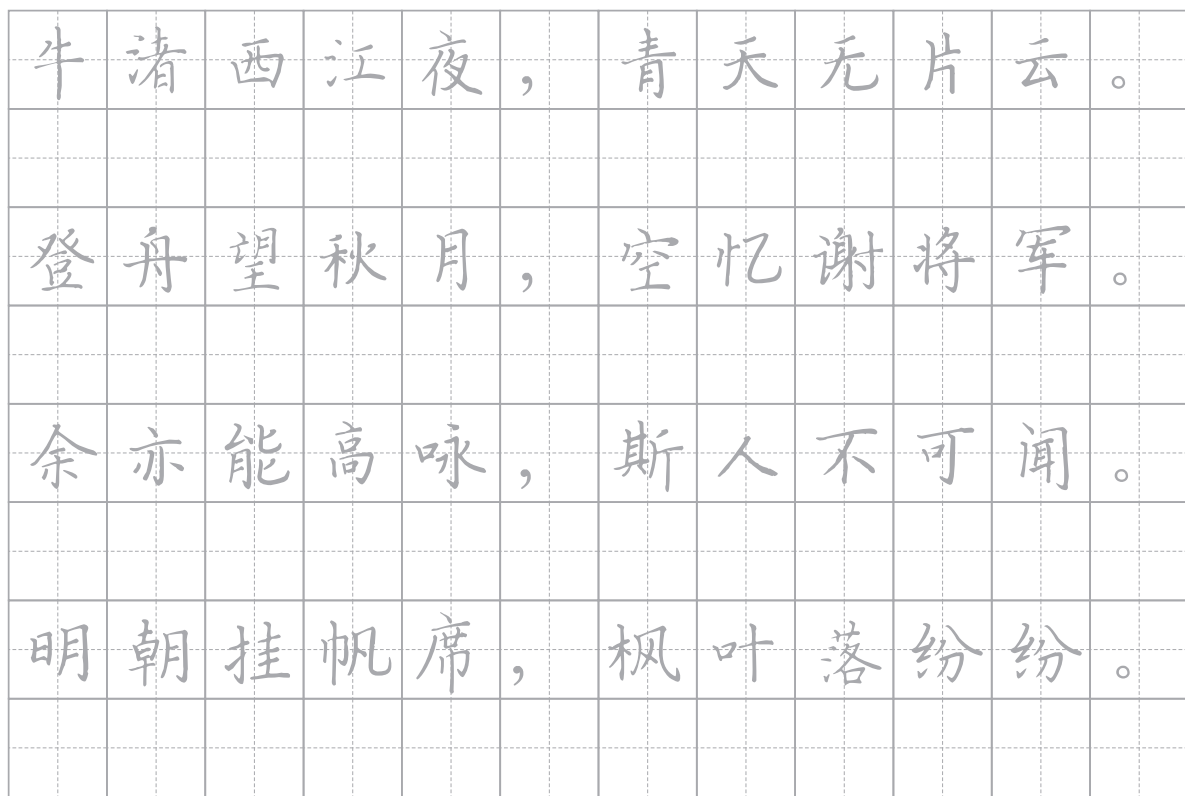 牛渚西江夜，青天无片云。
登舟望秋月，空忆谢将军。
余亦能高咏，斯人不可闻。
明朝挂帆席，枫叶落纷纷。